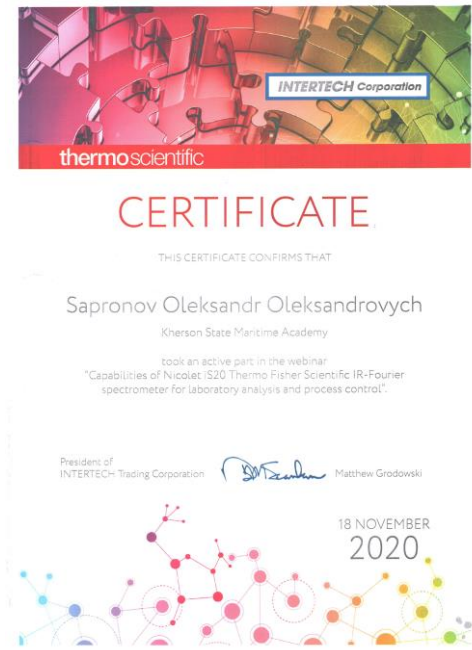 INTERTECH Corporation
thermoscientific
CERTIFICATE
THIS CERTIFICATE CONFIRMS THAT
Sapronov Oleksandr Oleksandrovych
Kherson State Maritime Academy
took an active part in the webinar
"Capabilities of Nicolet iS20 Thermo Fisher Scientific IR-Fourier
spectrometer for laboratory analysis and process control".
President of
INTERTECH Trading Corporation
Matthew Grodowski
18 NOVEMBER
2020